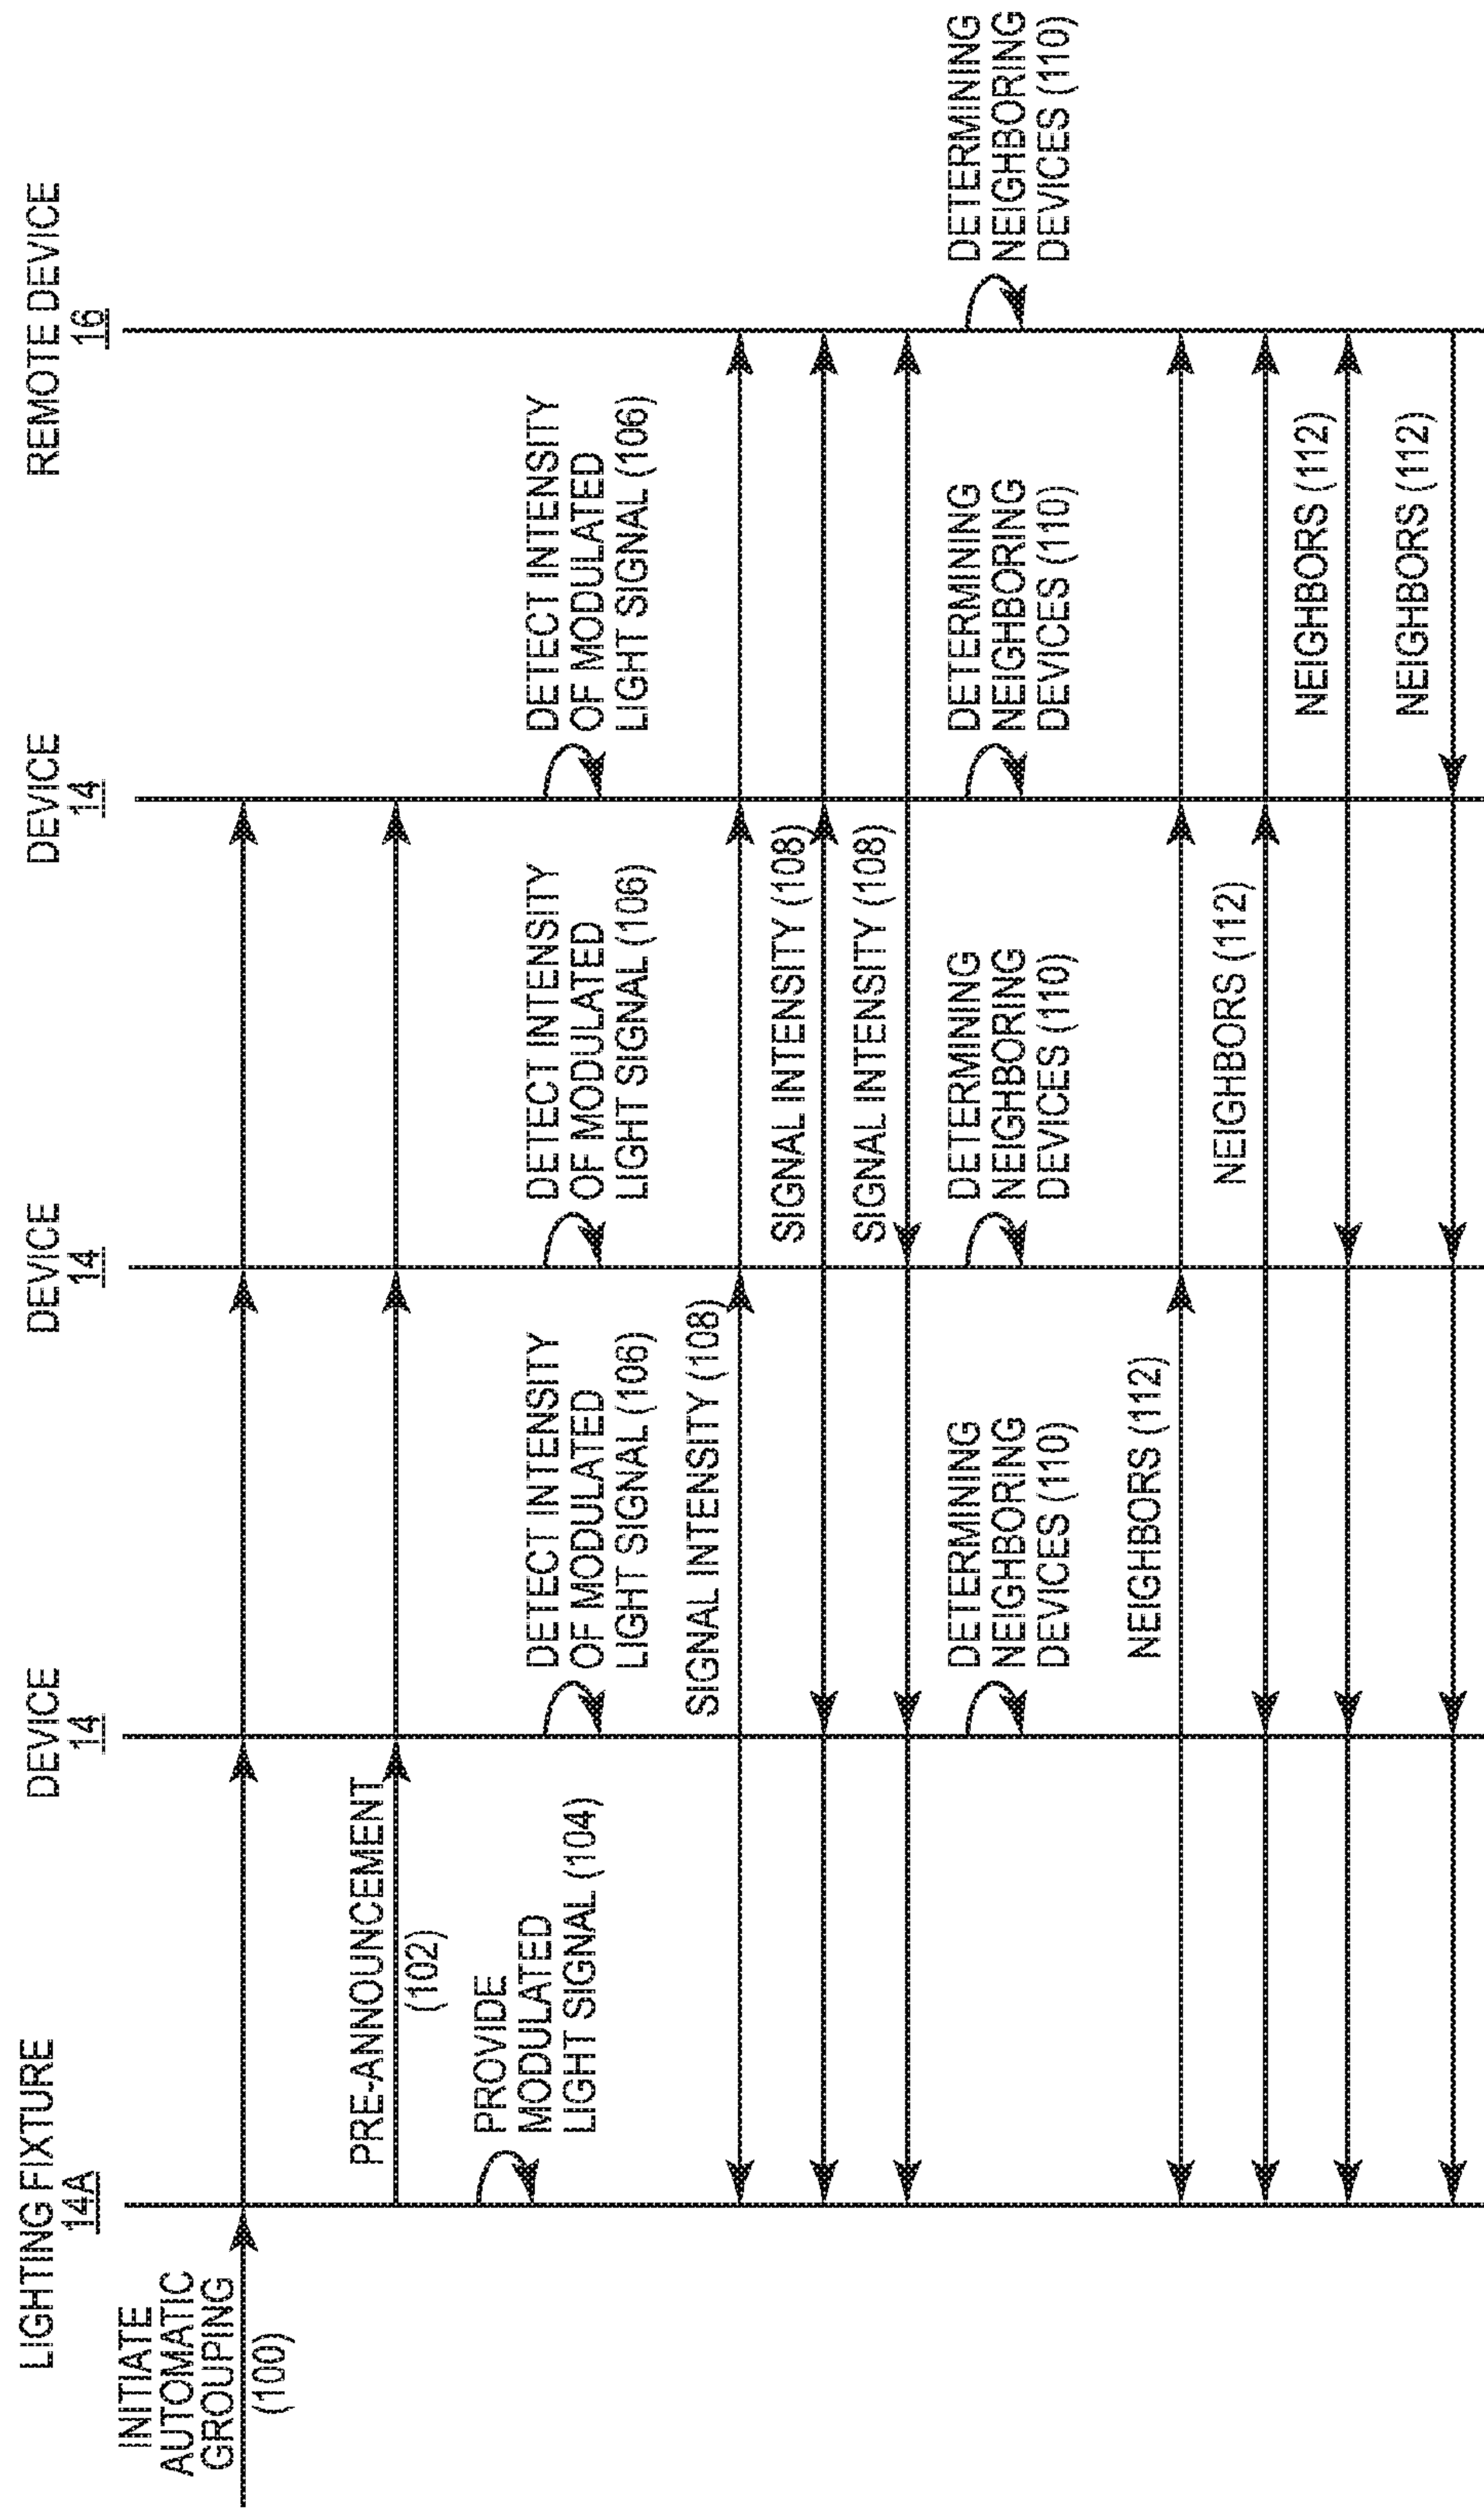 LIGHTING FIXTURE
14A
DEVICE
14
DEVICE
14
DEVICE
14
REMOTE DEVICE
16
INITIATE
AUTOMATIC
GROUPING
(100)
PRE-ANNOUNCEMENT
(102)
PROVIDE
MODULATED
LIGHT SIGNAL (104)
DETECT INTENSITY
OF MODULATED
LIGHT SIGNAL (106)
DETECT INTENSITY
OF MODULATED
LIGHT SIGNAL (106)
DETECT INTENSITY
OF MODULATED
LIGHT SIGNAL (106)
SIGNAL INTENSITY (108)
SIGNAL INTENSITY (108)
SIGNAL INTENSITY (108)
DETERMINING
NEIGHBORING
DEVICES (110)
DETERMINING
NEIGHBORING
DEVICES (110)
DETERMINING
NEIGHBORING
DEVICES (110)
DETERMINING
NEIGHBORING
DEVICES (110)
NEIGHBORS (112)
NEIGHBORS (112)
NEIGHBORS (112)
NEIGHBORS (112)